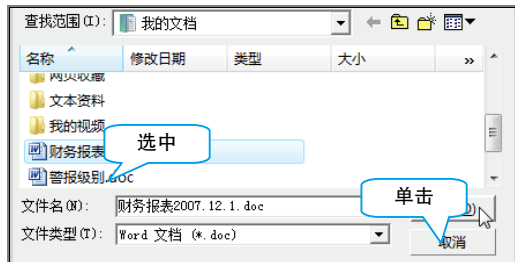 查找范围(I): 我的文档
名称 修改日期 类型 大小 »
网页收藏
文本资料
我的视频
财务报表
选中
警报级别.doc
单击
文件名(N): 财务报表2007.12.1.doc
文件类型(T): Word 文档 (*.doc)
取消